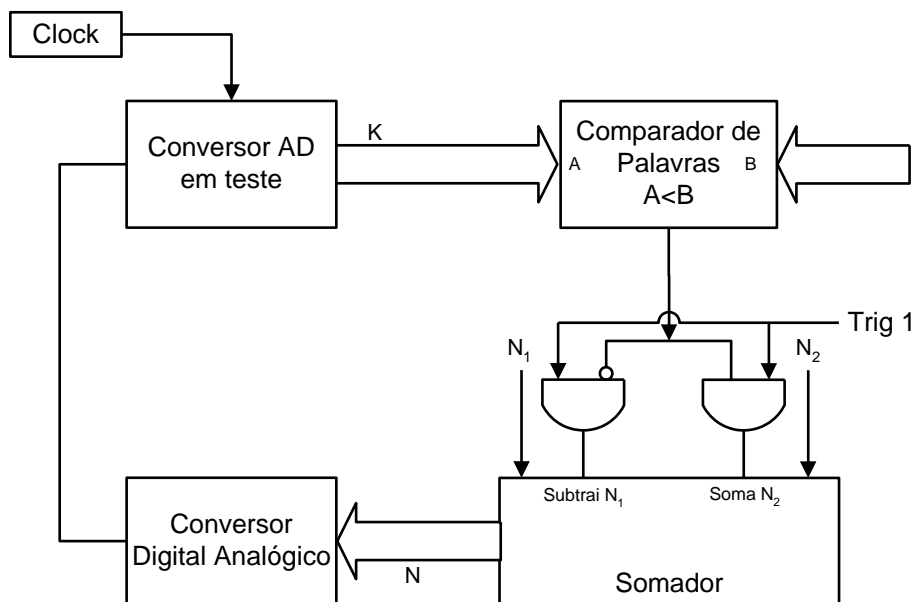 Clock
Conversor AD
em teste
K
Comparador de
Palavras
A<B
A
B
Trig 1
N₁
N₂
Subtrai N₁
Soma N₂
Conversor
Digital Analógico
N
Somador